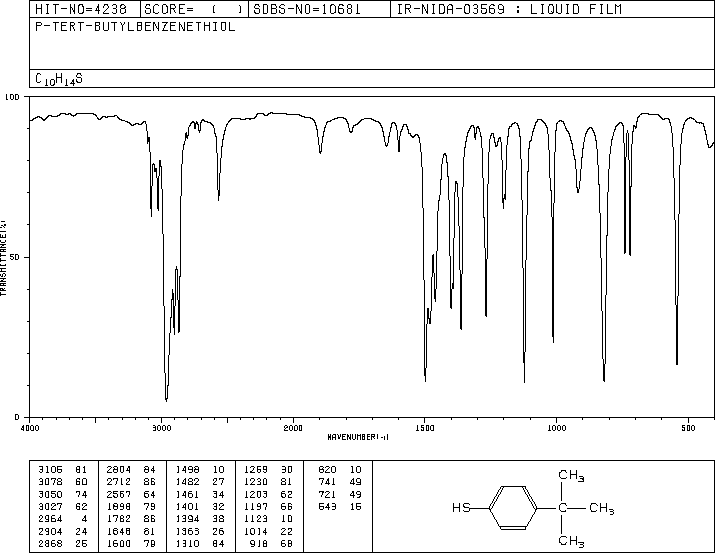 HIT-NO=4238 SCORE= ( ) SDBS-NO=10681 IR-NIDA-03569 : LIQUID FILM
P-TERT-BUTYLBENZENETHIOL
C10H14S
100
50
0
TRANSMITTANCE(%)
4000 3000 2000 1500 1000 500
WAVENUMBER(-1)
3105 81 2804 84 1498 10 1269 30 820 10
3078 60 2712 86 1482 27 1230 81 741 49
3050 74 2567 64 1461 34 1203 62 721 49
3027 62 1898 79 1401 32 1197 66 543 15
2964 4 1782 86 1394 38 1123 10
2904 24 1648 81 1363 26 1014 22
2868 25 1600 79 1310 84 918 68
CH3
HS CH3
CH3